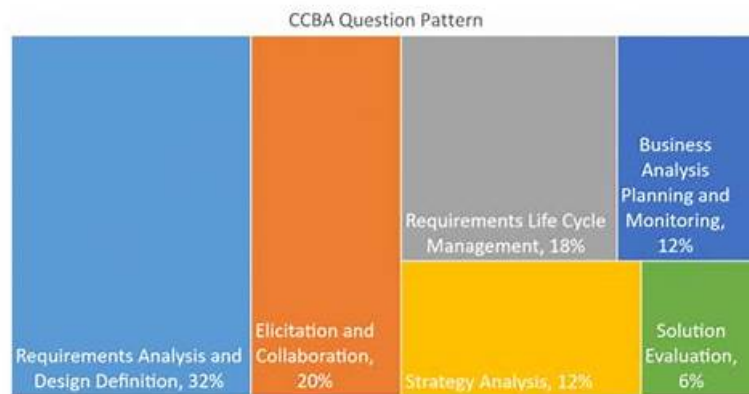 CCBA Question Pattern
Requirements Analysis and
Design Definition, 32%
Elicitation and
Collaboration,
20%
Requirements Life Cycle
Management, 18%
Business
Analysis
Planning and
Monitoring,
12%
Strategy Analysis, 12%
Solution
Evaluation,
6%